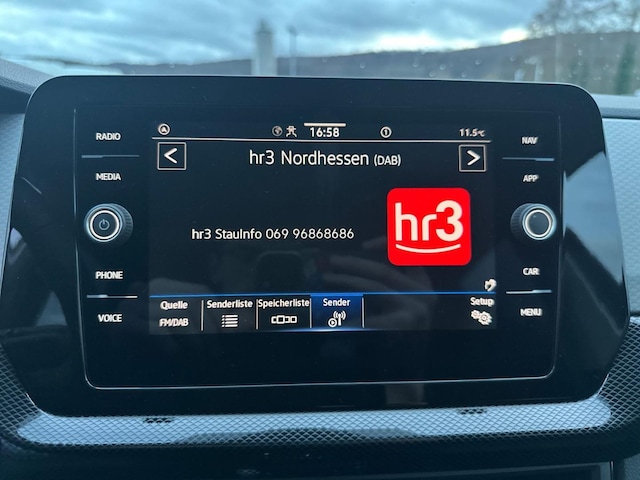 RADIO
MEDIA
PHONE
VOICE
16:58
1
11.5°C
< hr3 Nordhessen (DAB) >
hr3 StauInfo 069 96868686
hr3
Quelle
FM/DAB
Senderliste
Speicherliste
Sender
Setup
NAV
APP
CAR
MENU